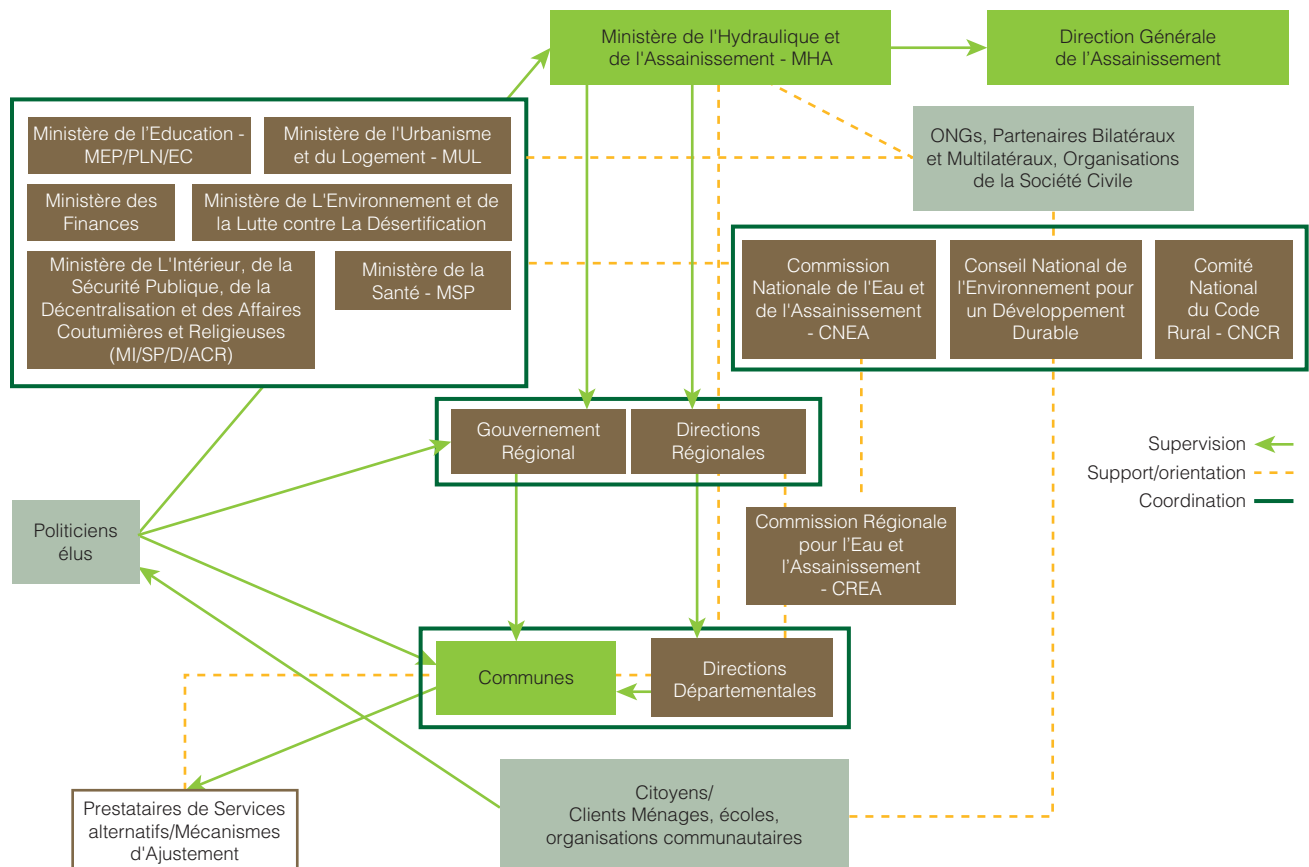 Ministère de l'Hydraulique et
de l'Assainissement - MHA
Direction Générale
de l'Assainissement
Ministère de l'Education -
MEP/PLN/EC
Ministère de l'Urbanisme
et du Logement - MUL
Ministère des
Finances
Ministère de L'Environnement et de
la Lutte contre La Désertification
Ministère de L'Intérieur, de la
Sécurité Publique, de la
Décentralisation et des Affaires
Coutumières et Religieuses
(MI/SP/D/ACR)
Ministère de la
Santé - MSP
ONGs, Partenaires Bilatéraux
et Multilatéraux, Organisations
de la Société Civile
Commission
Nationale de l'Eau et
de l'Assainissement
- CNEA
Conseil National de
l'Environnement pour
un Développement
Durable
Comité
National
du Code
Rural - CNCR
Gouvernement
Régional
Directions
Régionales
Supervision
Support/orientation
Coordination
Politiciens
élus
Commission Régionale
pour l'Eau et
l'Assainissement
- CREA
Communes
Directions
Départementales
Prestataires de Services
alternatifs/Mécanismes
d'Ajustement
Citoyens/
Clients Ménages, écoles,
organisations communautaires